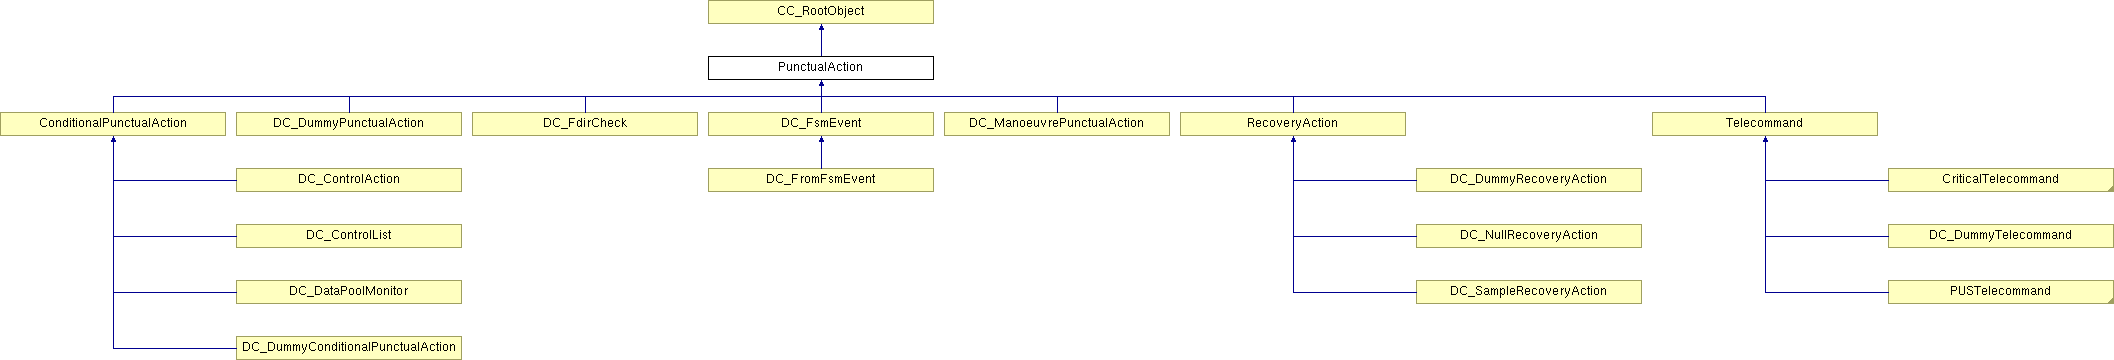 CC_RootObject
PunctualAction
ConditionalPunctualAction
DC_DummyPunctualAction
DC_FdirCheck
DC_FsmEvent
DC_ManoeuvrePunctualAction
RecoveryAction
Telecommand
DC_ControlAction
DC_FromFsmEvent
DC_DummyRecoveryAction
CriticalTelecommand
DC_ControlList
DC_NullRecoveryAction
DC_DummyTelecommand
DC_DataPoolMonitor
DC_SampleRecoveryAction
PUSTelecommand
DC_DummyConditionalPunctualAction